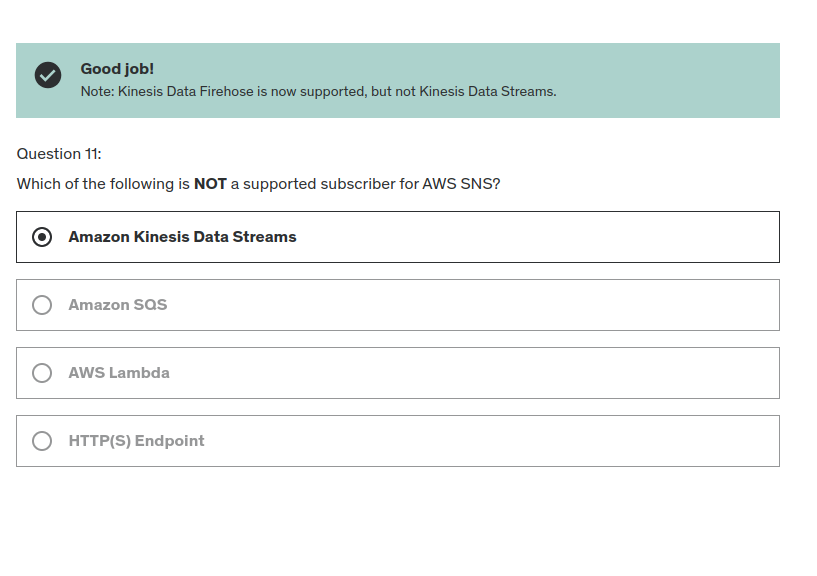 Good job!
Note: Kinesis Data Firehose is now supported, but not Kinesis Data Streams.
Question 11:
Which of the following is NOT a supported subscriber for AWS SNS?
Amazon Kinesis Data Streams
Amazon SQS
AWS Lambda
HTTP(S) Endpoint